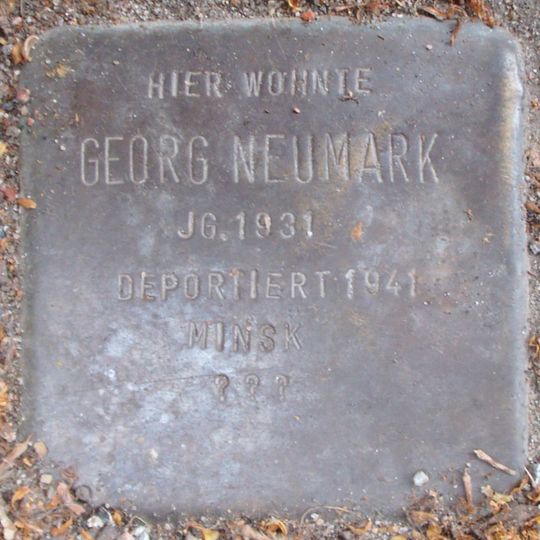 HIER WOHNTE
GEORG NEUMARK
JG. 1931
DEPORTIERT 1941
MINSK
???